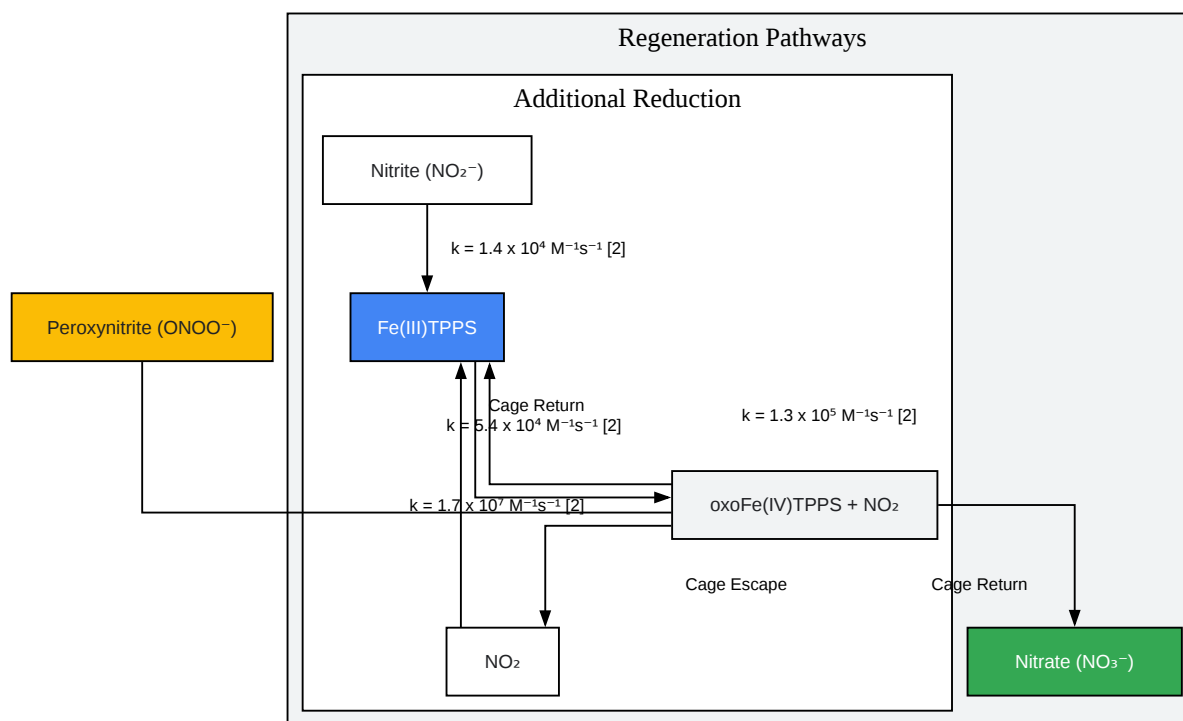 Regeneration Pathways
Additional Reduction
Nitrite (NO₂⁻)
k = 1.4 x 10⁴ M⁻¹s⁻¹ [2]
Peroxynitrite (ONOO⁻)
Fe(III)TPPS
Cage Return
k = 5.4 x 10⁴ M⁻¹s⁻¹ [2]
k = 1.3 x 10⁵ M⁻¹s⁻¹ [2]
k = 1.7 x 10⁷ M⁻¹s⁻¹ [2]
oxoFe(IV)TPPS + NO₂
Cage Escape
Cage Return
NO₂
Nitrate (NO₃⁻)